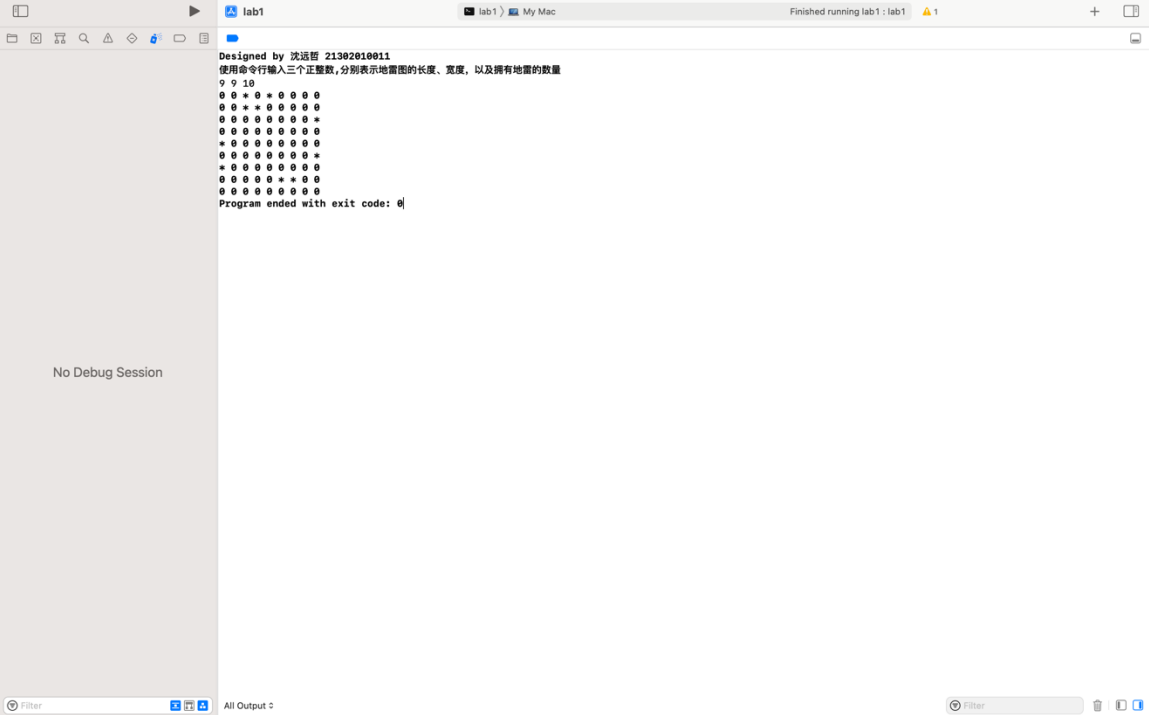 lab1
lab1 〉 My Mac
Finished running lab1 : lab1
1
Designed by 沈远哲 21302010011
使用命令行输入三个正整数,分别表示地雷图的长度、宽度，以及拥有地雷的数量
9 9 10
0 0 * 0 * 0 0 0 0
0 0 * * 0 0 0 0 0
0 0 0 0 0 0 0 0 *
0 0 0 0 0 0 0 0 0
* 0 0 0 0 0 0 0 0
0 0 0 0 0 0 0 0 *
* 0 0 0 0 0 0 0 0
0 0 0 0 0 * * 0 0
0 0 0 0 0 0 0 0 0
Program ended with exit code: 0
No Debug Session
Filter
All Output
Filter